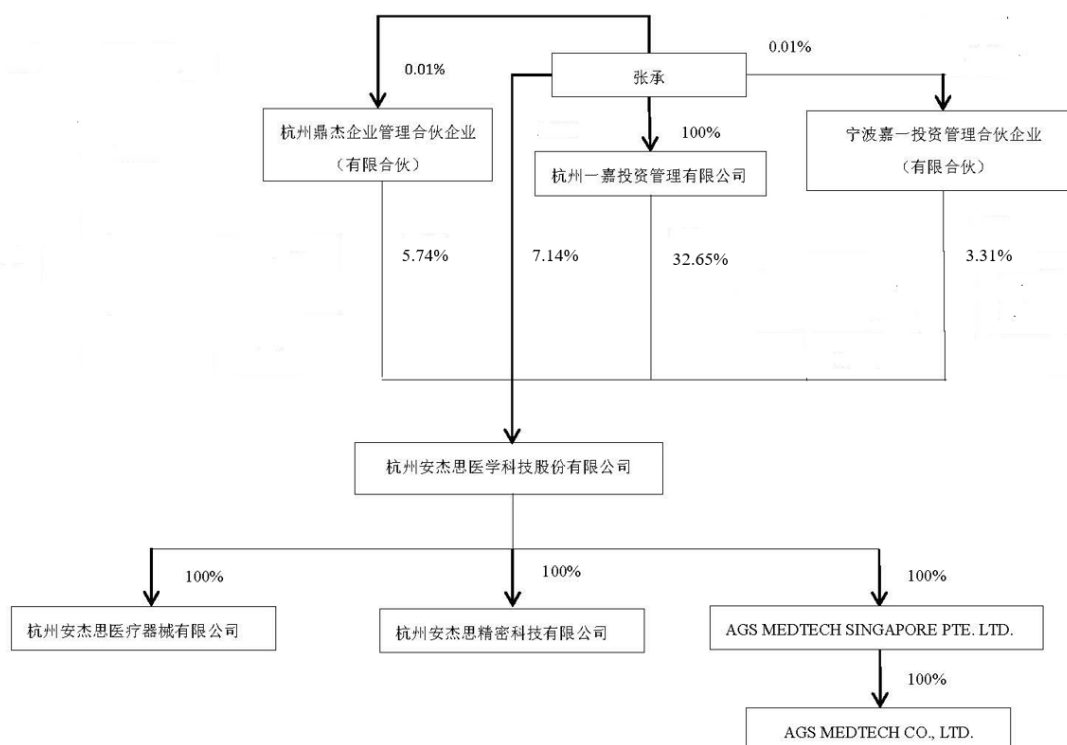 0.01%
张承
0.01%
杭州鼎杰企业管理合伙企业
（有限合伙）
100%
杭州一嘉投资管理有限公司
宁波嘉一投资管理合伙企业
（有限合伙）
5.74%
7.14%
32.65%
3.31%
杭州安杰思医学科技股份有限公司
100%
100%
100%
杭州安杰思医疗器械有限公司
杭州安杰思精密科技有限公司
AGS MEDTECH SINGAPORE PTE. LTD.
100%
AGS MEDTECH CO., LTD.